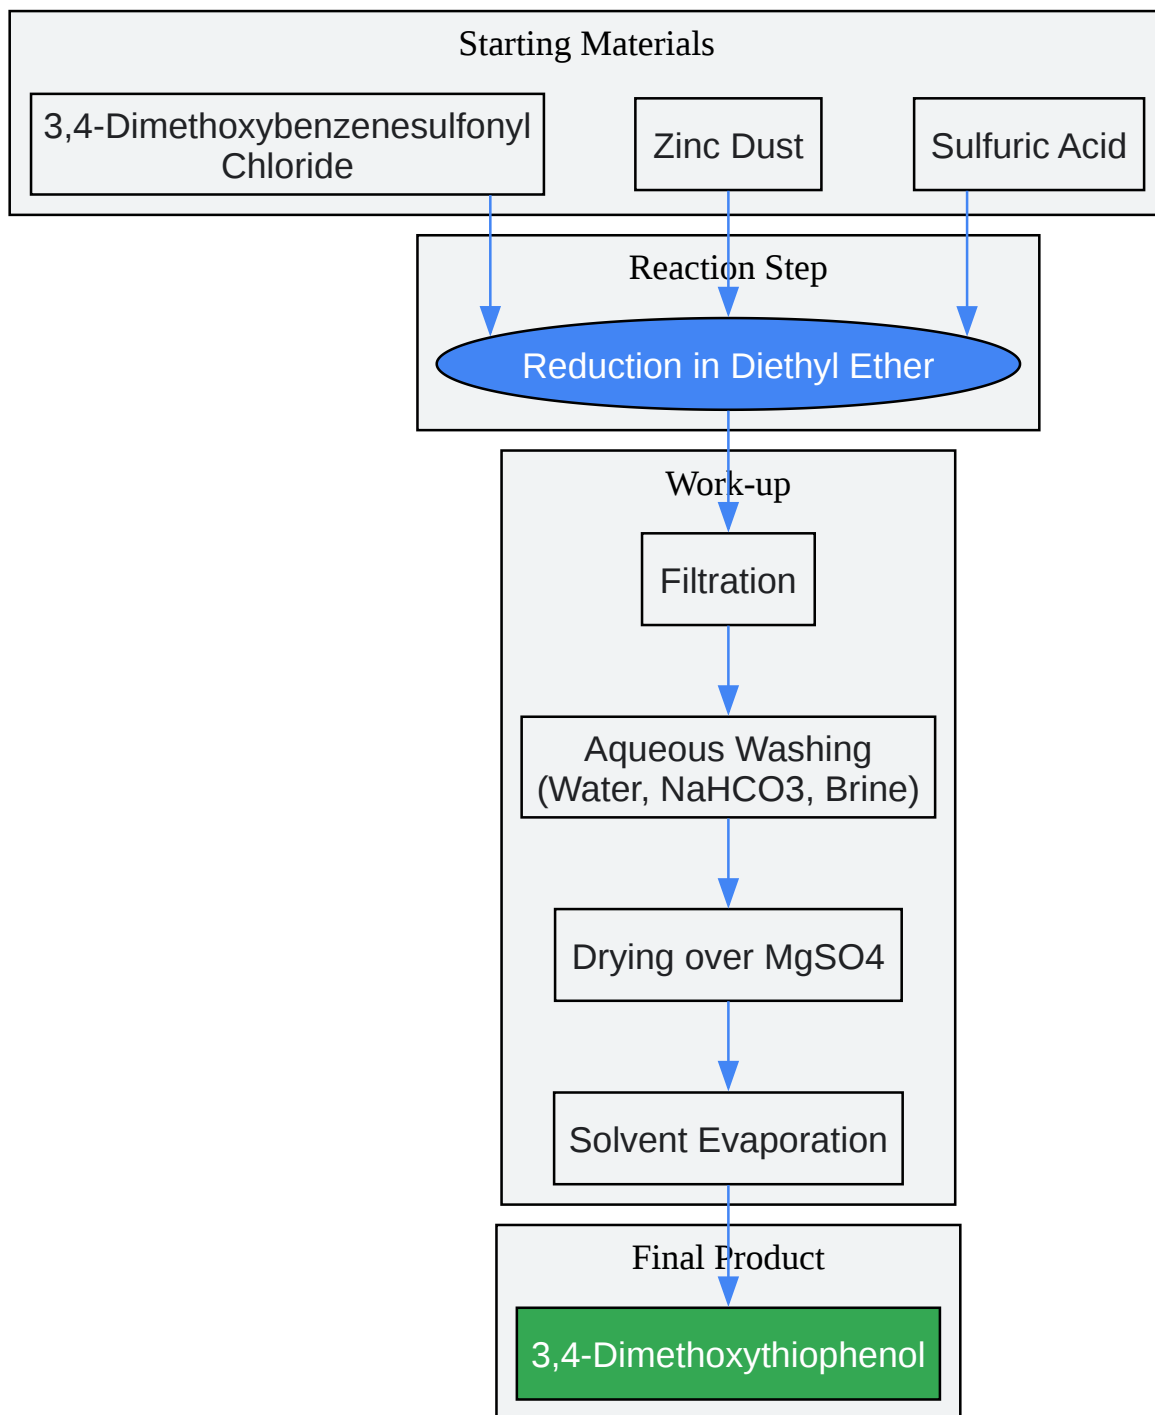 Starting Materials
3,4-Dimethoxybenzenesulfonyl
Chloride
Zinc Dust
Sulfuric Acid
Reaction Step
Reduction in Diethyl Ether
Work-up
Filtration
Aqueous Washing
(Water, NaHCO3, Brine)
Drying over MgSO4
Solvent Evaporation
Final Product
3,4-Dimethoxythiophenol